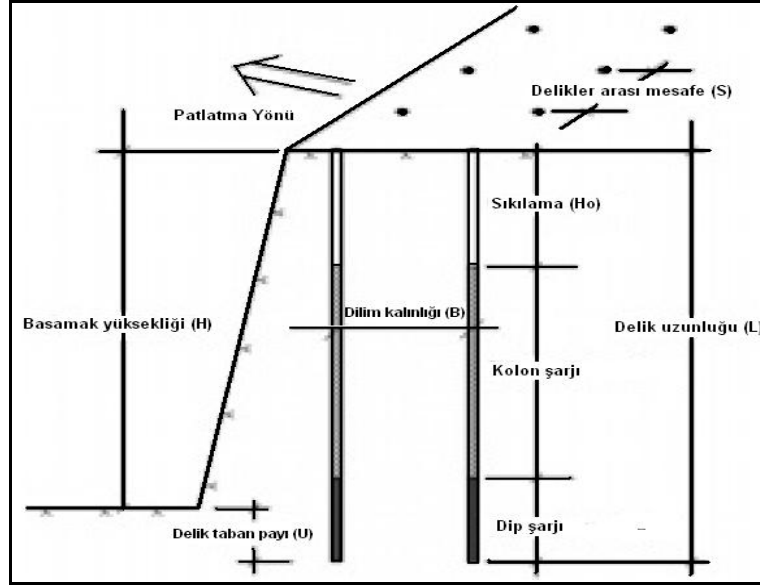 Delikler arası mesafe (S)
Patlatma Yönü
Sıkılama (Ho)
Basamak yüksekliği (H)
Dilim kalınlığı (B)
Delik uzunluğu (L)
Kolon şarjı
Delik taban payı (U)
Dip şarjı